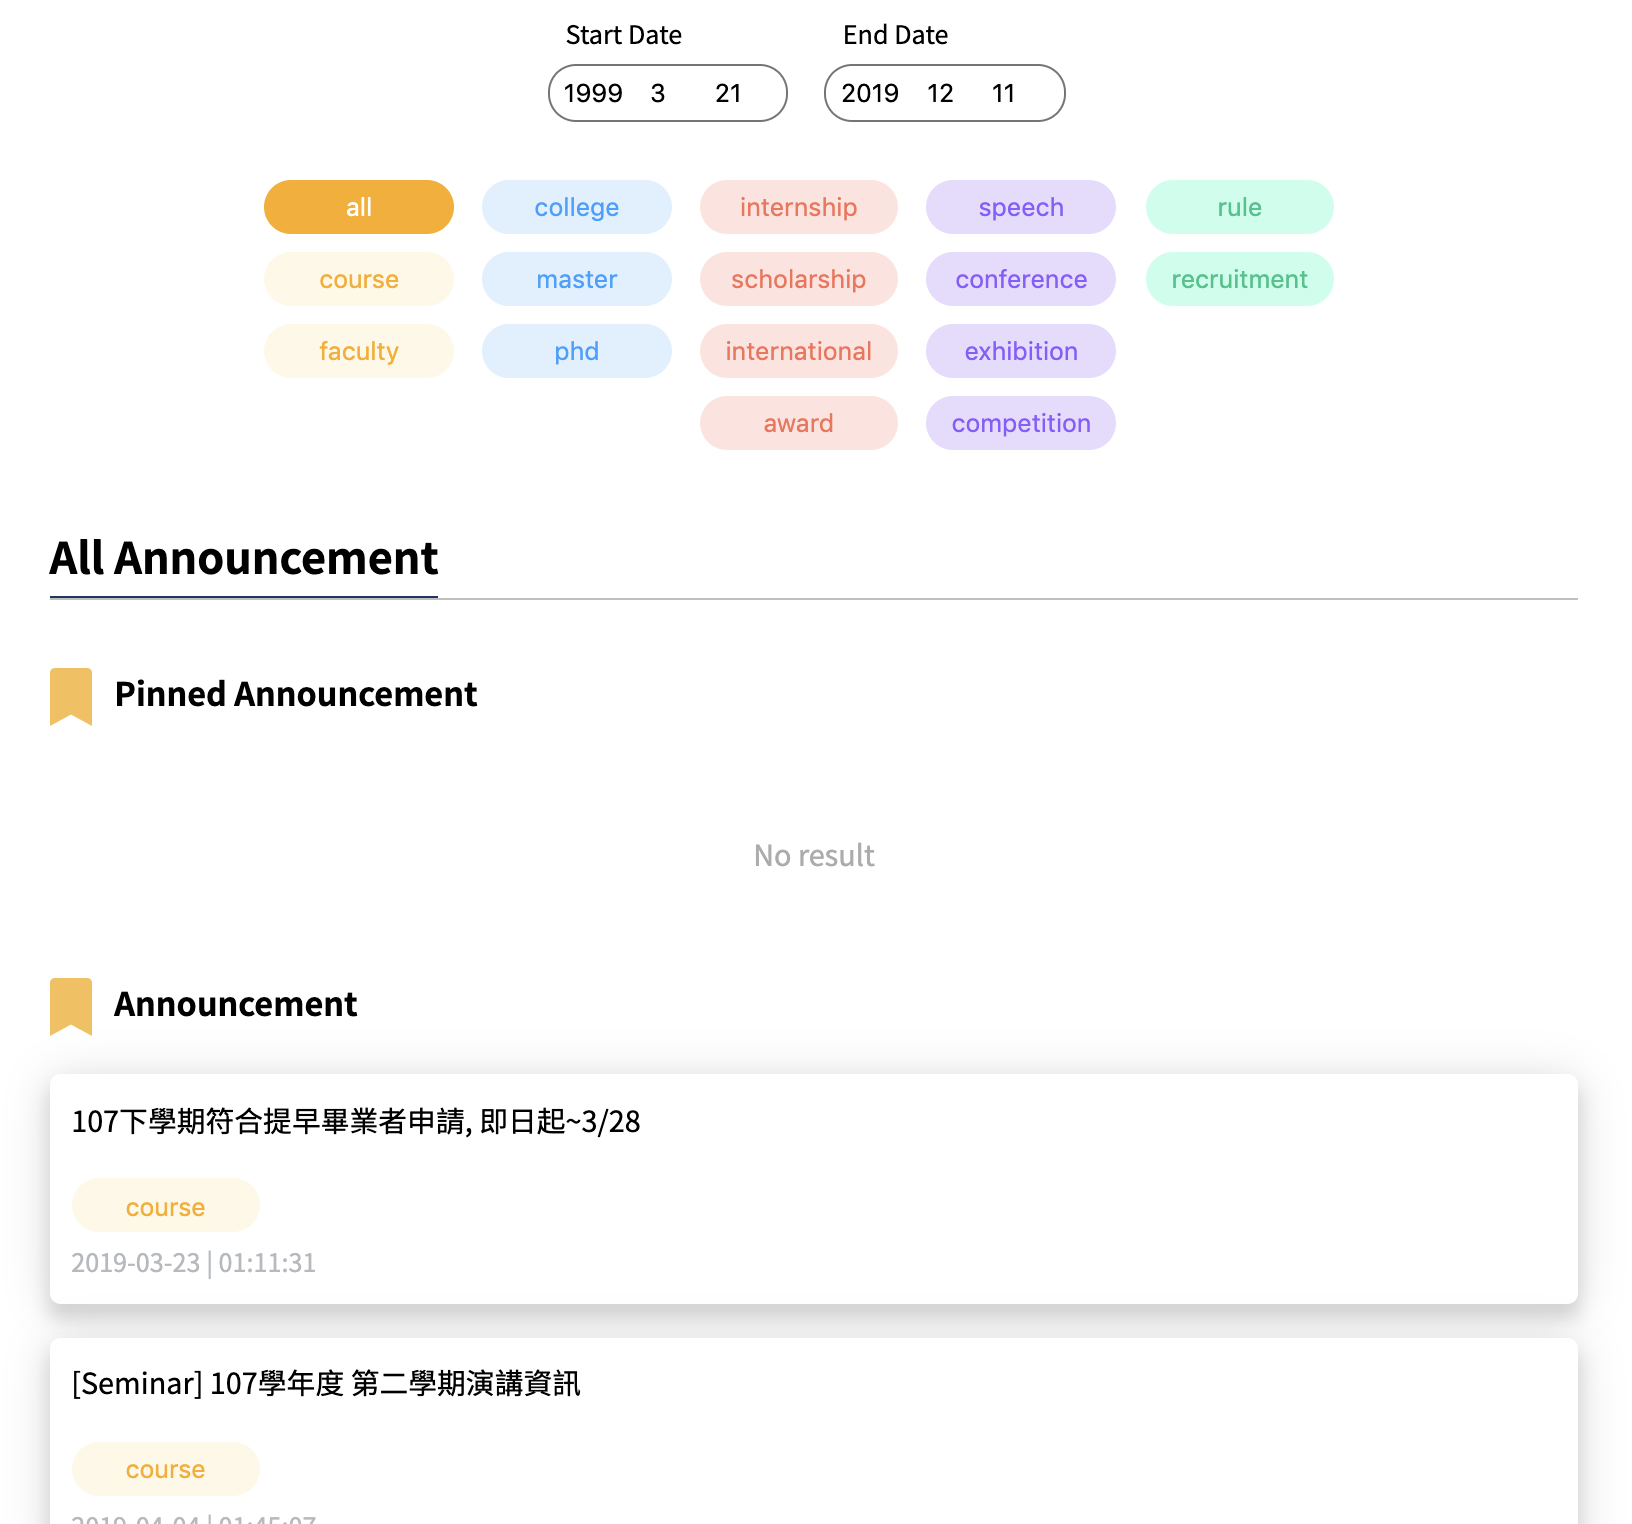 Start Date End Date
1999 3 21 2019 12 11
all college internship speech rule
course master scholarship conference recruitment
faculty phd international exhibition
award competition
All Announcement
Pinned Announcement
No result
Announcement
107下學期符合提早畢業者申請, 即日起~3/28
course
2019-03-23 | 01:11:31
[Seminar] 107學年度 第二學期演講資訊
course